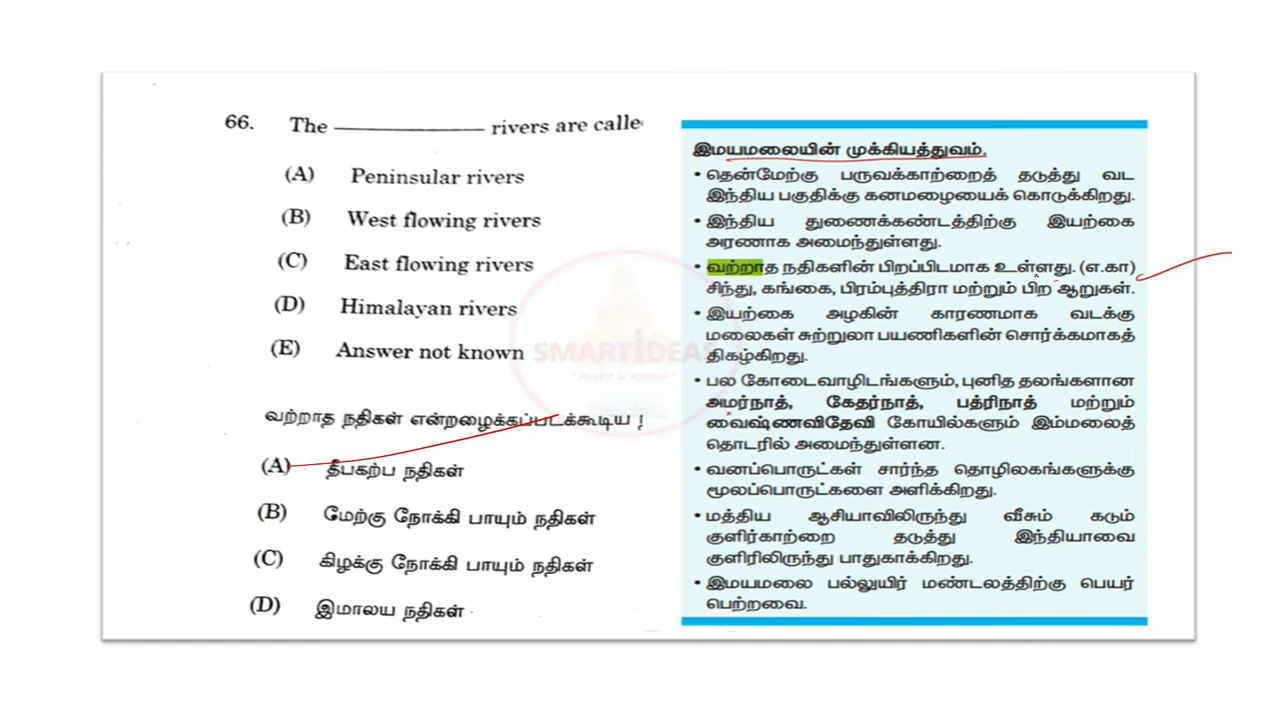 66. The ____________ rivers are calle
(A) Peninsular rivers
(B) West flowing rivers
(C) East flowing rivers
(D) Himalayan rivers
(E) Answer not known
வற்றாத நதிகள் என்றழைக்கப்படக்கூடிய
(A) தீபகற்ப நதிகள்
(B) மேற்கு நோக்கி பாயும் நதிகள்
(C) கிழக்கு நோக்கி பாயும் நதிகள்
(D) இமாலய நதிகள்
இமயமலையின் முக்கியத்துவம்.
• தென்மேற்கு பருவக்காற்றைத் தடுத்து வட
இந்திய பகுதிக்கு கனமழையைக் கொடுக்கிறது.
• இந்திய துணைக்கண்டத்திற்கு இயற்கை
அரணாக அமைந்துள்ளது.
• வற்றாத நதிகளின் பிறப்பிடமாக உள்ளது. (எ.கா)
சிந்து, கங்கை, பிரம்புத்திரா மற்றும் பிற ஆறுகள்.
• இயற்கை அழகின் காரணமாக வடக்கு
மலைகள் சுற்றுலா பயணிகளின் சொர்க்கமாகத்
திகழ்கிறது.
• பல கோடைவாழிடங்களும், புனித தலங்களான
அமர்நாத், கேதர்நாத், பத்ரிநாத் மற்றும்
வைஷ்ணவிதேவி கோயில்களும் இம்மலைத்
தொடரில் அமைந்துள்ளன.
• வனப்பொருட்கள் சார்ந்த தொழிலகங்களுக்கு
மூலப்பொருட்களை அளிக்கிறது.
• மத்திய ஆசியாவிலிருந்து வீசும் கடும்
குளிர்காற்றை தடுத்து இந்தியாவை
குளிரிலிருந்து பாதுகாக்கிறது.
• இமயமலை பல்லுயிர் மண்டலத்திற்கு பெயர்
பெற்றவை.
SMART IDEAS